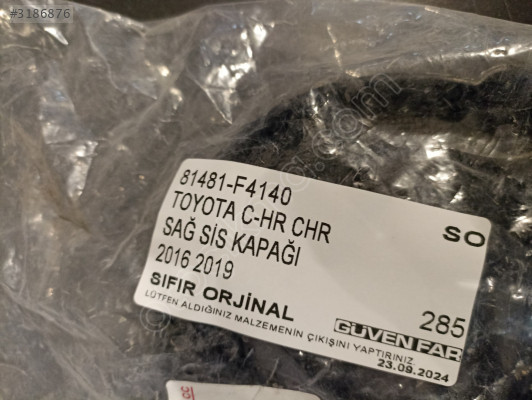 #3186876
81481-F4140
TOYOTA C-HR CHR
SAĞ SİS KAPAĞI
2016 2019
SIFIR ORJİNAL
SO
285
LÜTFEN ALDIĞINIZ MALZEMENİN ÇIKIŞINI YAPTIRINIZ
GÜVEN FAR
23.09.2024